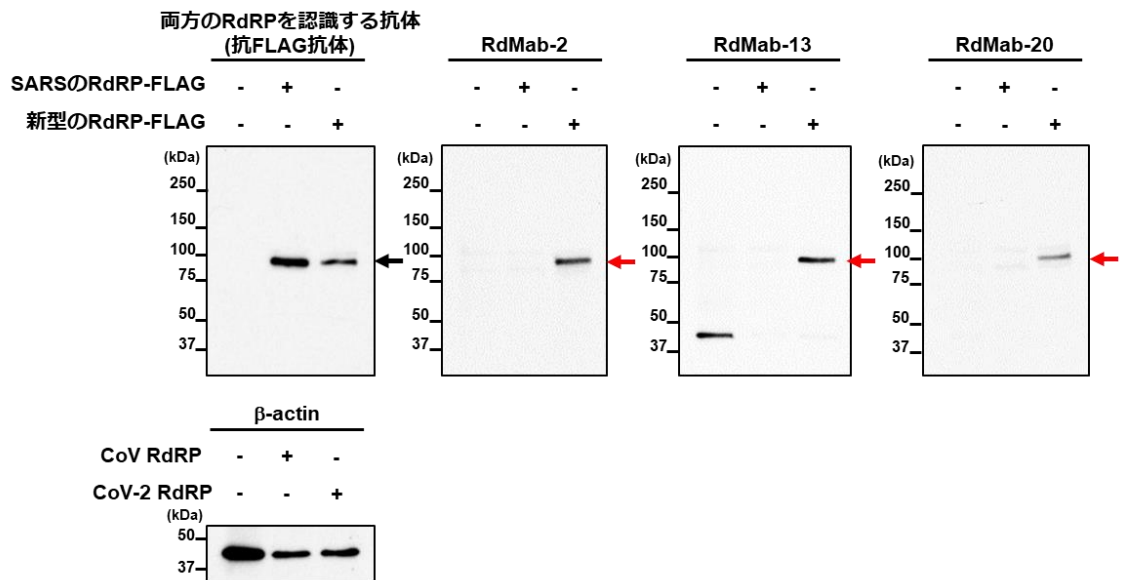 両方のRdRPを認識する抗体
(抗FLAG抗体)
RdMab-2
RdMab-13
RdMab-20
SARSのRdRP-FLAG - + - - + - - + - - + -
新型のRdRP-FLAG - - + - - + - - + - - +
(kDa) (kDa) (kDa) (kDa)
250 250 250 250
150 150 150 150
100 100 100 100
75 75 75 75
50 50 50 50
37 37 37 37
β-actin
CoV RdRP - + -
CoV-2 RdRP - - +
(kDa)
50
37